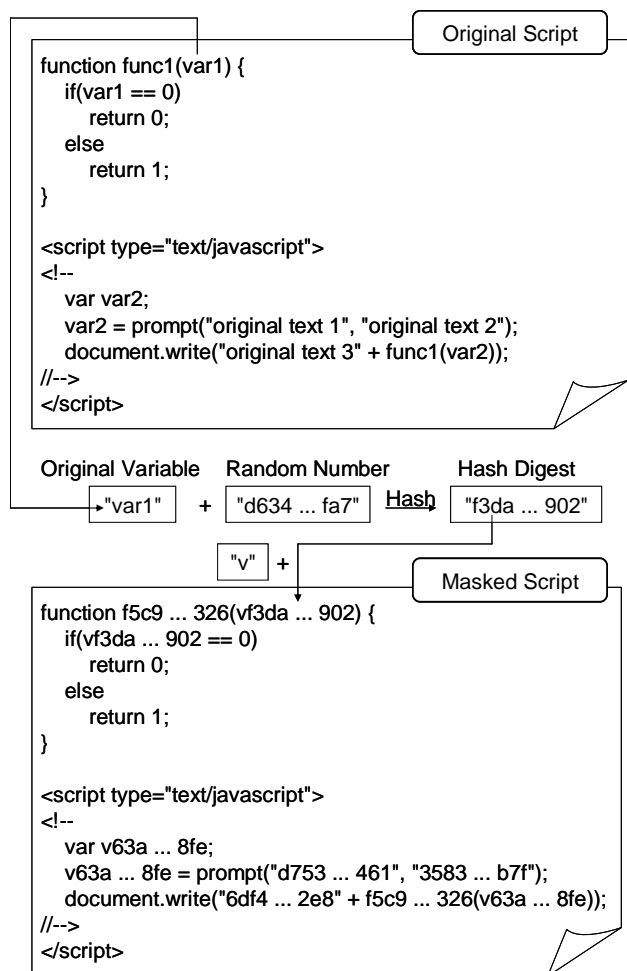 Original Script
function func1(var1) {
if(var1 == 0)
return 0;
else
return 1;
}
<script type="text/javascript">
<!--
var var2;
var2 = prompt("original text 1", "original text 2");
document.write("original text 3" + func1(var2));
//-->
</script>
Original Variable Random Number Hash Digest
"var1" + "d634 ... fa7" Hash "f3da ... 902"
"v" +
Masked Script
function f5c9 ... 326(vf3da ... 902) {
if(vf3da ... 902 == 0)
return 0;
else
return 1;
}
<script type="text/javascript">
<!--
var v63a ... 8fe;
v63a ... 8fe = prompt("d753 ... 461", "3583 ... b7f");
document.write("6df4 ... 2e8" + f5c9 ... 326(v63a ... 8fe));
//-->
</script>